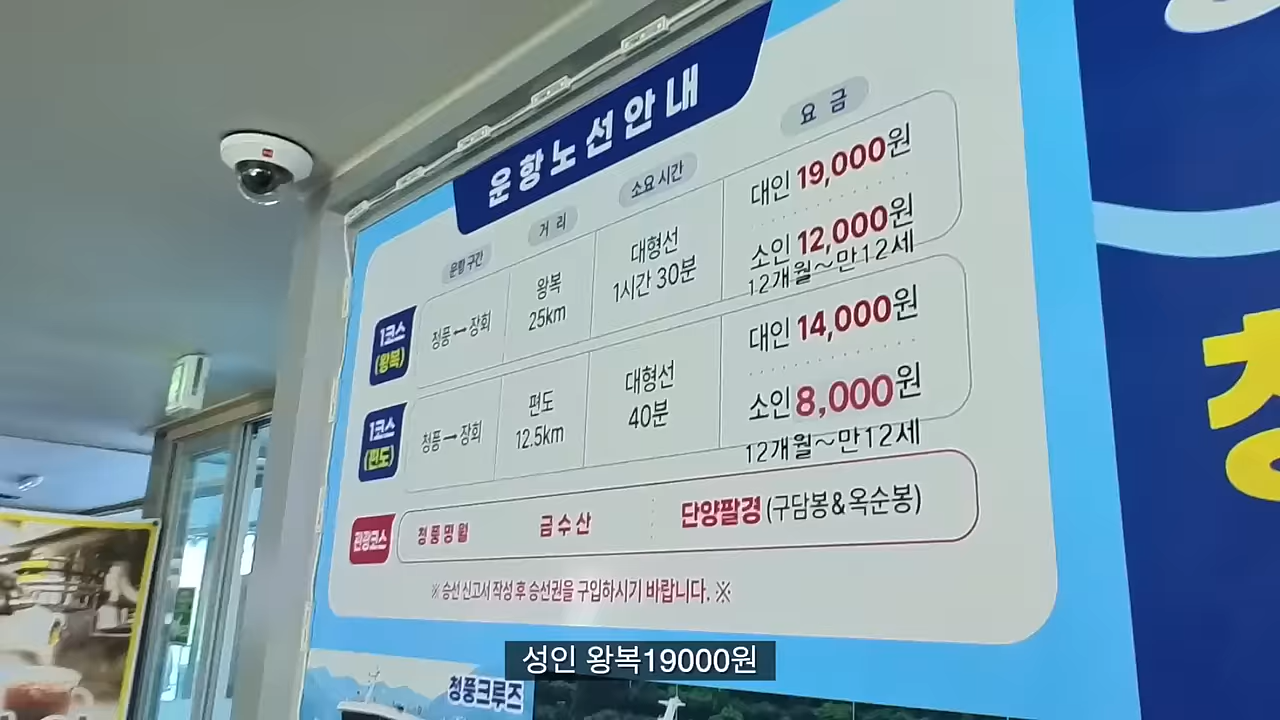 운항노선안내
운항 구간
거 리
소요 시간
요 금
1코스
(왕복)
청풍 ↔ 장회
왕복
25km
대형선
1시간 30분
대인 19,000원
소인 12,000원
12개월~만12세
1코스
(편도)
청풍 → 장회
편도
12.5km
대형선
40분
대인 14,000원
소인 8,000원
12개월~만12세
관광코스
청풍명월
금수산
단양팔경 (구담봉&옥순봉)
※ 승선 신고서 작성 후 승선권을 구입하시기 바랍니다. ※
청풍크루즈
성인 왕복19000원